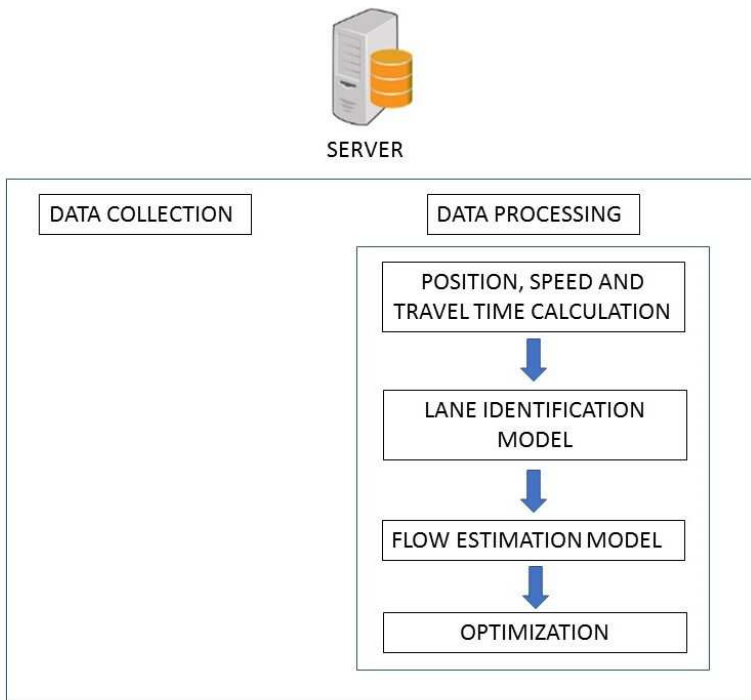 SERVER
DATA COLLECTION
DATA PROCESSING
POSITION, SPEED AND
TRAVEL TIME CALCULATION
LANE IDENTIFICATION
MODEL
FLOW ESTIMATION MODEL
OPTIMIZATION